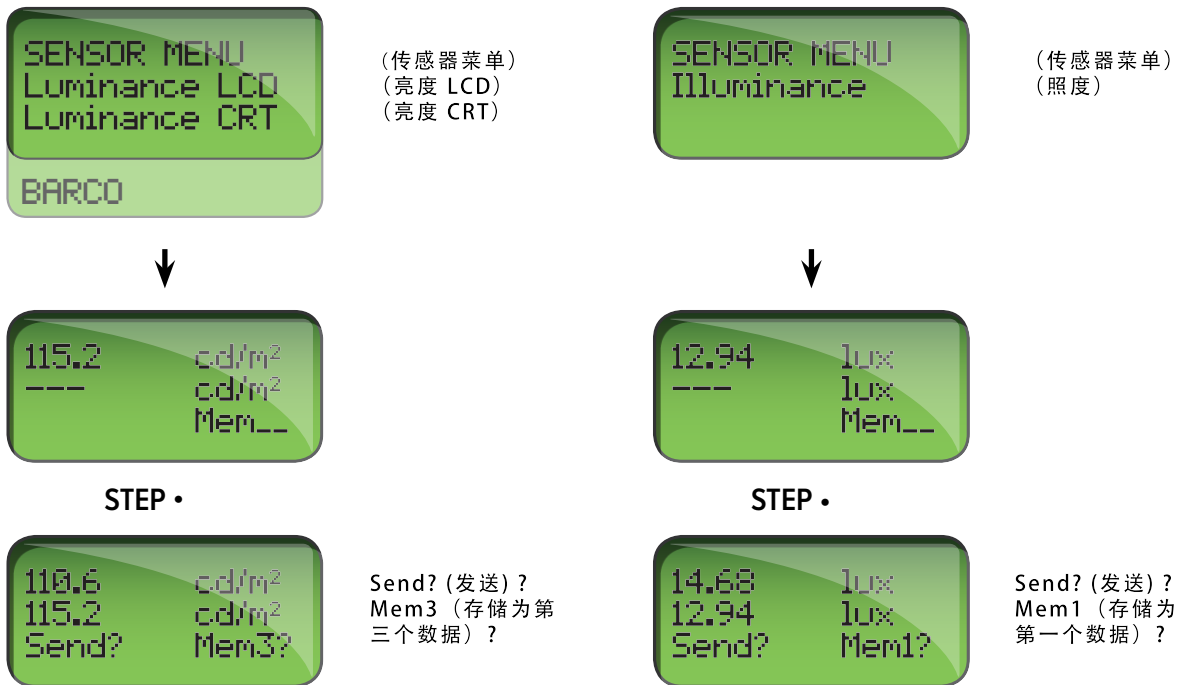 SENSOR MENU
Luminance LCD
Luminance CRT
BARCO
（传感器菜单）
（亮度 LCD）
（亮度 CRT）
SENSOR MENU
Illuminance
（传感器菜单）
（照度）
115.2 cd/m²
--- cd/m²
Mem__
12.94 lux
--- lux
Mem__
STEP •
STEP •
110.6 cd/m²
115.2 cd/m²
Send? Mem3?
Send? (发送) ?
Mem3（存储为第
三个数据）?
14.68 lux
12.94 lux
Send? Mem1?
Send? (发送) ?
Mem1（存储为
第一个数据）?